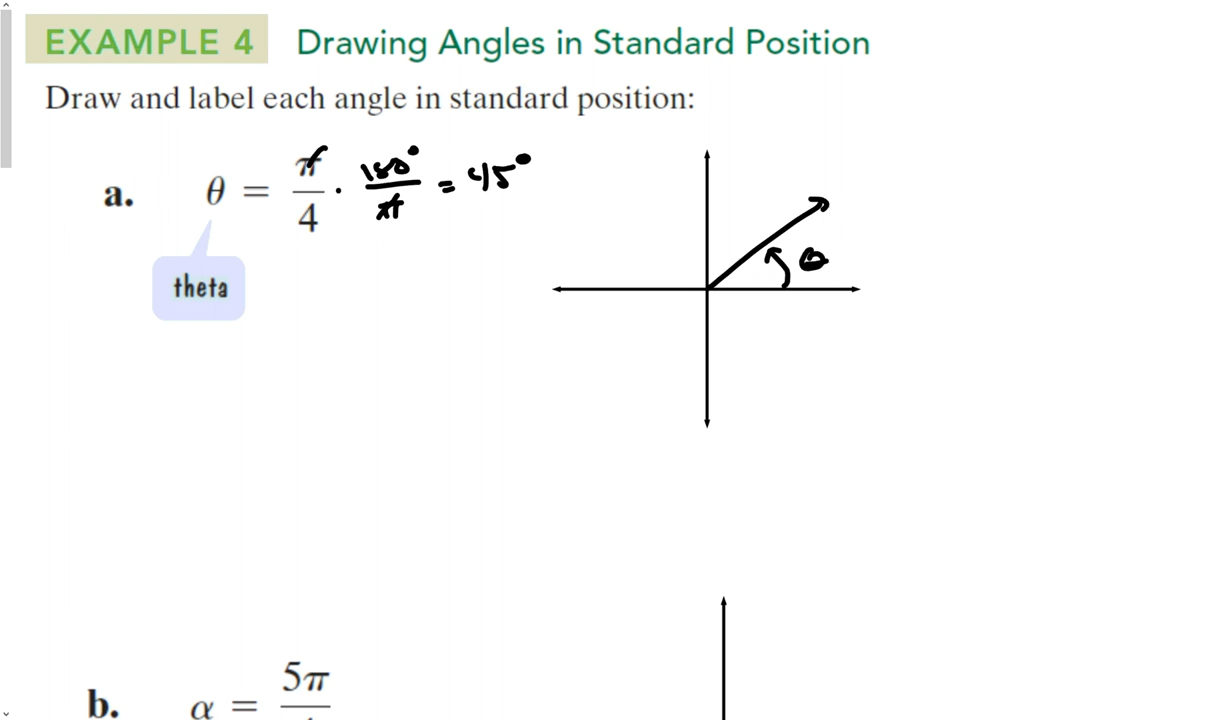 EXAMPLE 4 Drawing Angles in Standard Position
Draw and label each angle in standard position:
a. θ = π/4 · 180°/π = 45°
θ
theta
b. α = 5π